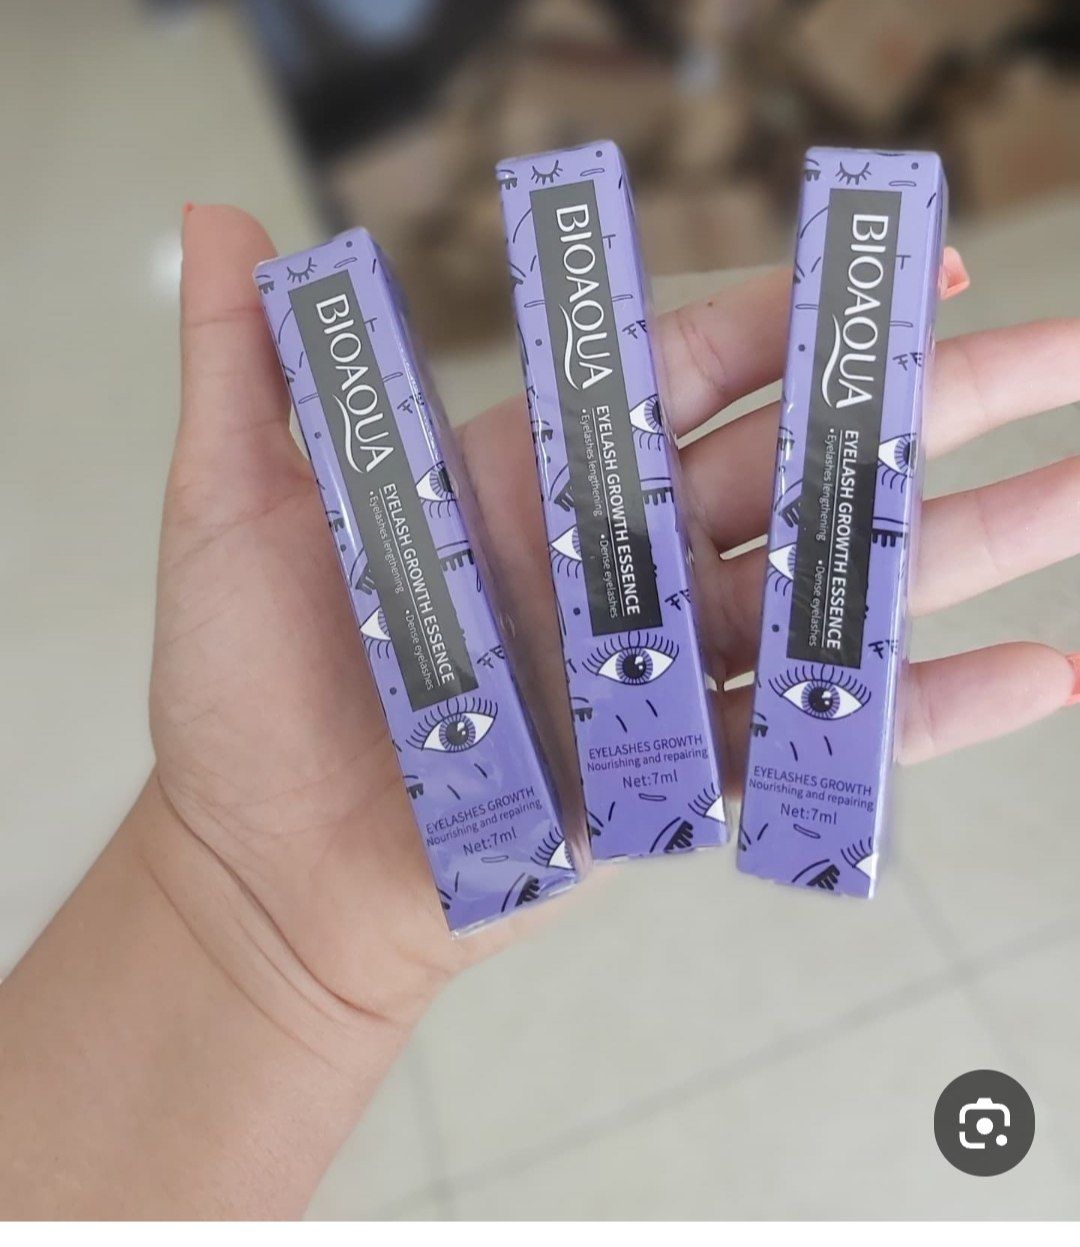 BIOAQUA
EYELASH GROWTH ESSENCE
•Eyelashes lengthening •Dense eyelashes
EYELASHES GROWTH
Nourishing and repairing
Net:7ml
BIOAQUA
EYELASH GROWTH ESSENCE
•Eyelashes lengthening •Dense eyelashes
EYELASHES GROWTH
Nourishing and repairing
Net:7ml
BIOAQUA
EYELASH GROWTH ESSENCE
•Eyelashes lengthening •Dense eyelashes
EYELASHES GROWTH
Nourishing and repairing
Net:7ml